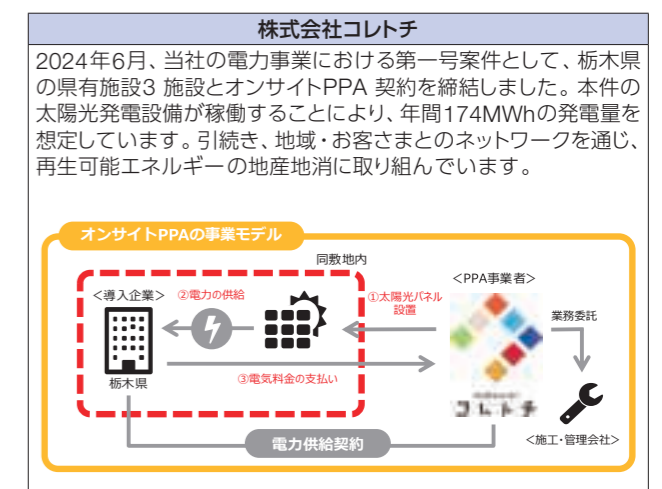 株式会社コレトチ
2024年6月、当社の電力事業における第一号案件として、栃木県
の県有施設3 施設とオンサイトPPA 契約を締結しました。本件の
太陽光発電設備が稼働することにより、年間174MWhの発電量を
想定しています。引続き、地域・お客さまとのネットワークを通じ、
再生可能エネルギーの地産地消に取り組んでいます。
オンサイトPPAの事業モデル
同敷地内
<導入企業>
②電力の供給
①太陽光パネル
設置
<PPA事業者>
業務委託
栃木県
③電気料金の支払い
コレトチ
<施工・管理会社>
電力供給契約